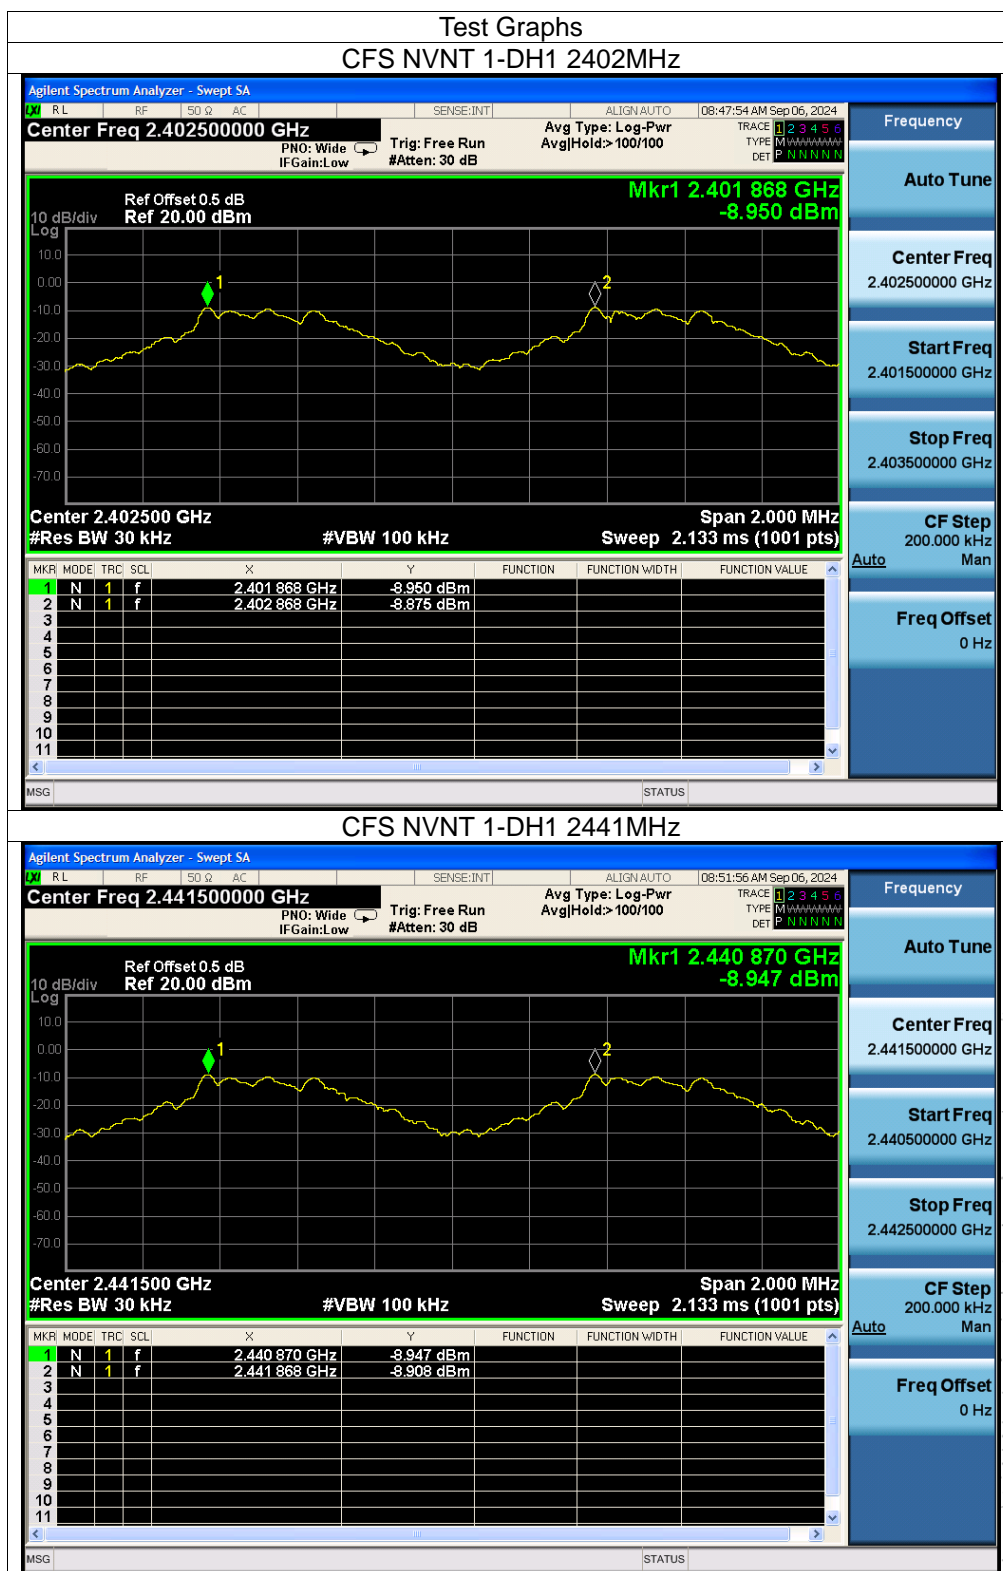 Test Graphs
CFS NVNT 1-DH1 2402MHz
Agilent Spectrum Analyzer - Swept SA
LXI RL RF 50 Ω AC SENSE:INT ALIGN AUTO 08:47:54 AM Sep 06, 2024
Center Freq 2.402500000 GHz
Avg Type: Log-Pwr
TRACE 1 2 3 4 5 6
PNO: Wide Trig: Free Run Avg|Hold:>100/100
TYPE M
IFGain:Low #Atten: 30 dB
DET P N N N N N
Frequency
Auto Tune
Mkr1 2.401 868 GHz
-8.950 dBm
Ref Offset 0.5 dB
10 dB/div Ref 20.00 dBm
Log
10.0
0.00
-10.0
-20.0
-30.0
-40.0
-50.0
-60.0
-70.0
1
2
Center Freq
2.402500000 GHz
Start Freq
2.401500000 GHz
Stop Freq
2.403500000 GHz
CF Step
200.000 kHz
Auto Man
Freq Offset
0 Hz
Center 2.402500 GHz Span 2.000 MHz
#Res BW 30 kHz #VBW 100 kHz Sweep 2.133 ms (1001 pts)
MKR MODE TRC SCL X Y FUNCTION FUNCTION WIDTH FUNCTION VALUE
1 N 1 f 2.401 868 GHz -8.950 dBm
2 N 1 f 2.402 868 GHz -8.875 dBm
3
4
5
6
7
8
9
10
11
MSG STATUS
CFS NVNT 1-DH1 2441MHz
Agilent Spectrum Analyzer - Swept SA
LXI RL RF 50 Ω AC SENSE:INT ALIGN AUTO 08:51:56 AM Sep 06, 2024
Center Freq 2.441500000 GHz
Avg Type: Log-Pwr
TRACE 1 2 3 4 5 6
PNO: Wide Trig: Free Run Avg|Hold:>100/100
TYPE M
IFGain:Low #Atten: 30 dB
DET P N N N N N
Frequency
Auto Tune
Mkr1 2.440 870 GHz
-8.947 dBm
Ref Offset 0.5 dB
10 dB/div Ref 20.00 dBm
Log
10.0
0.00
-10.0
-20.0
-30.0
-40.0
-50.0
-60.0
-70.0
1
2
Center Freq
2.441500000 GHz
Start Freq
2.440500000 GHz
Stop Freq
2.442500000 GHz
CF Step
200.000 kHz
Auto Man
Freq Offset
0 Hz
Center 2.441500 GHz Span 2.000 MHz
#Res BW 30 kHz #VBW 100 kHz Sweep 2.133 ms (1001 pts)
MKR MODE TRC SCL X Y FUNCTION FUNCTION WIDTH FUNCTION VALUE
1 N 1 f 2.440 870 GHz -8.947 dBm
2 N 1 f 2.441 868 GHz -8.908 dBm
3
4
5
6
7
8
9
10
11
MSG STATUS